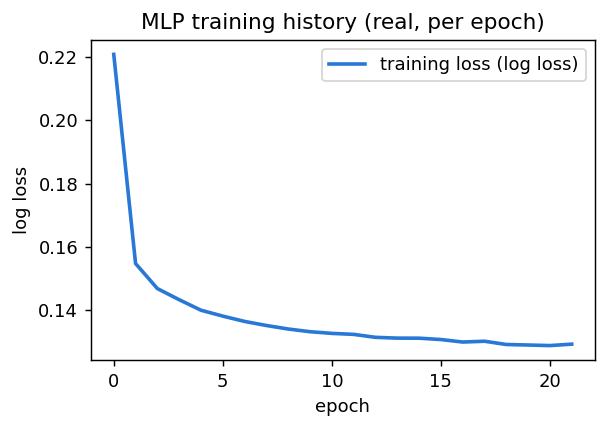 MLP training history (real, per epoch)
training loss (log loss)
0.22
0.20
0.18
0.16
0.14
log loss
0 5 10 15 20
epoch